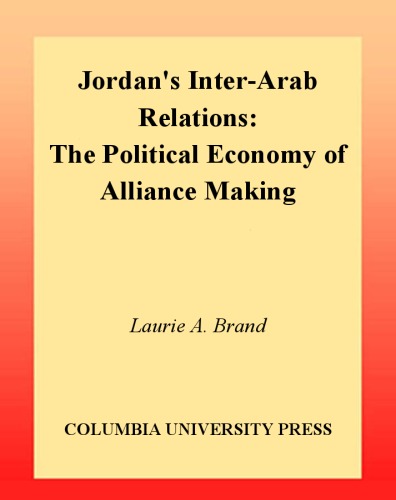 Jordan's Inter-Arab
Relations:
The Political Economy of
Alliance Making
Laurie A. Brand
COLUMBIA UNIVERSITY PRESS